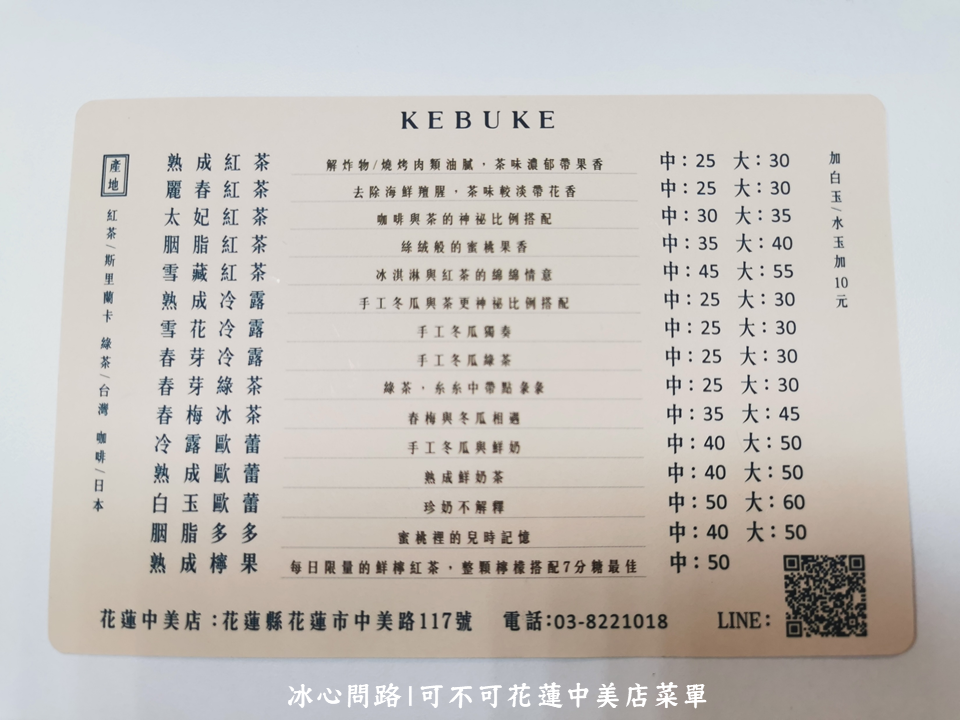 KEBUKE
產地
紅茶/斯里蘭卡 綠茶/台灣 咖啡/日本
熟成紅茶 解炸物/燒烤肉類油膩,茶味濃郁帶果香 中:25 大:30
麗春紅茶 去除海鮮羶腥,茶味較淡帶花香 中:25 大:30
太妃紅茶 咖啡與茶的神祕比例搭配 中:30 大:35
胭脂紅茶 絲絨般的蜜桃果香 中:35 大:40
雪藏紅茶 冰淇淋與紅茶的綿綿情意 中:45 大:55
熟成冷露 手工冬瓜與茶更神祕比例搭配 中:25 大:30
雪花冷露 手工冬瓜獨奏 中:25 大:30
春芽冷露 手工冬瓜綠茶 中:25 大:30
春芽綠茶 綠茶,糸糸中帶點彖彖 中:25 大:30
春梅冰茶 春梅與冬瓜相遇 中:35 大:45
冷露歐蕾 手工冬瓜與鮮奶 中:40 大:50
熟成歐蕾 熟成鮮奶茶 中:40 大:50
白玉歐蕾 珍奶不解釋 中:50 大:60
胭脂多多 蜜桃裡的兒時記憶 中:40 大:50
熟成檸果 每日限量的鮮檸紅茶,整顆檸檬搭配7分糖最佳 中:50
加白玉/水玉加10元
花蓮中美店:花蓮縣花蓮市中美路117號 電話:03-8221018 LINE:
冰心問路|可不可花蓮中美店菜單